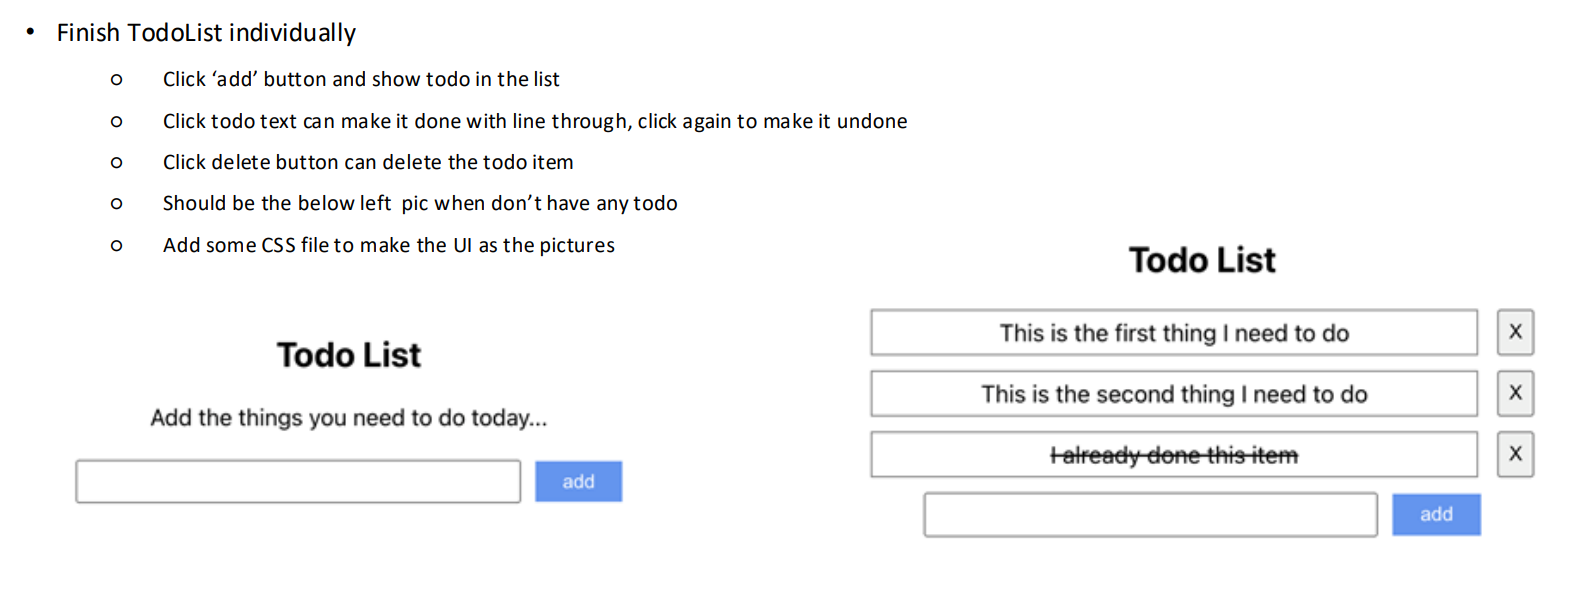 • Finish TodoList individually
o Click ‘add’ button and show todo in the list
o Click todo text can make it done with line through, click again to make it undone
o Click delete button can delete the todo item
o Should be the below left  pic when don’t have any todo
o Add some CSS file to make the UI as the pictures
Todo List
Add the things you need to do today...
add
Todo List
This is the first thing I need to do
X
This is the second thing I need to do
X
I already done this item
X
add